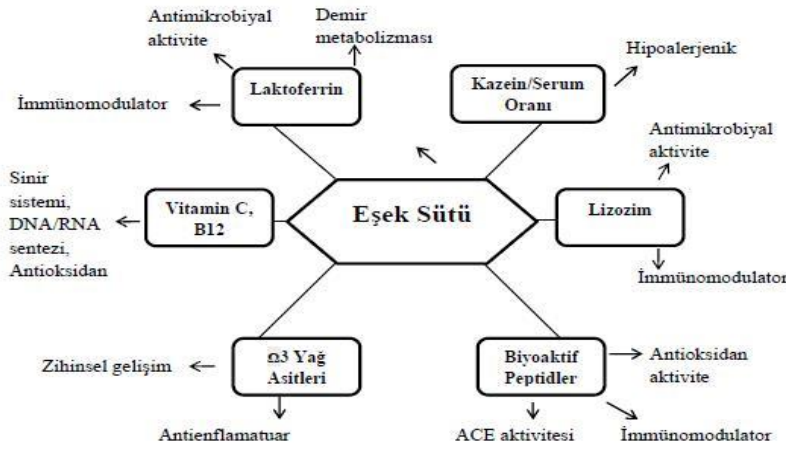 Antimikrobiyal
aktivite
Demir
metabolizması
Hipoalerjenik
Laktoferrin
Kazein/Serum
Oranı
İmmünomodulator
Antimikrobiyal
aktivite
Sinir
sistemi,
DNA/RNA
sentezi,
Antioksidan
Vitamin C,
B12
Eşek Sütü
Lizozim
İmmünomodulator
Zihinsel gelişim
Ω3 Yağ
Asitleri
Biyoaktif
Peptidler
Antioksidan
aktivite
Antienflamatuar
ACE aktivitesi
İmmünomodulator